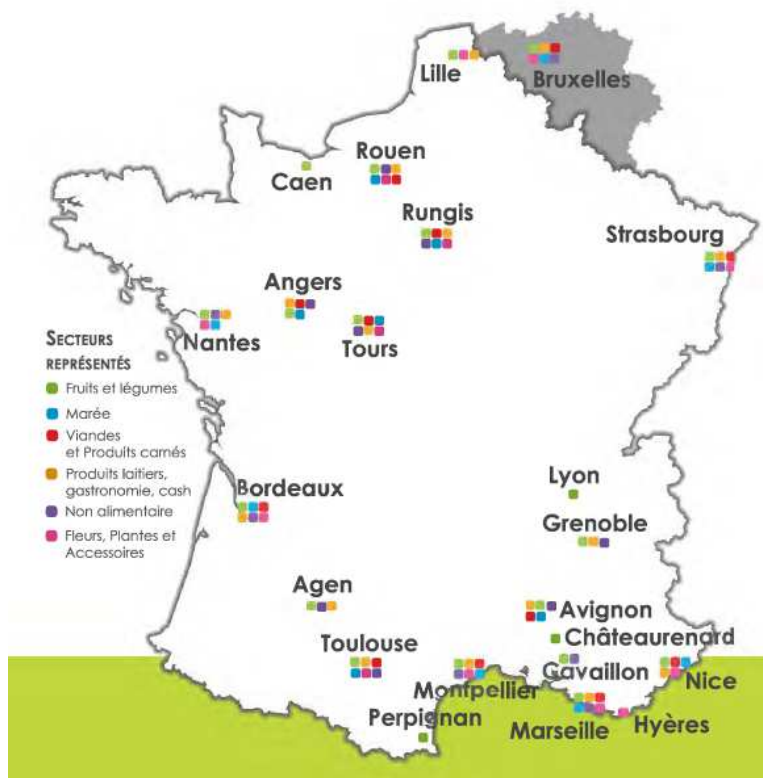 Lille
Bruxelles
Rouen
Caen
Rungis
Strasbourg
Angers
Nantes
Tours
SECTEURS
REPRÉSENTÉS
Fruits et légumes
Marée
Viandes
et Produits carnés
Produits laitiers,
gastronomie, cash
Non alimentaire
Fleurs, Plantes et
Accessoires
Bordeaux
Lyon
Grenoble
Agen
Avignon
Châteaurenard
Toulouse
Gavaillon
Montpellier
Nice
Perpignan
Marseille
Hyères